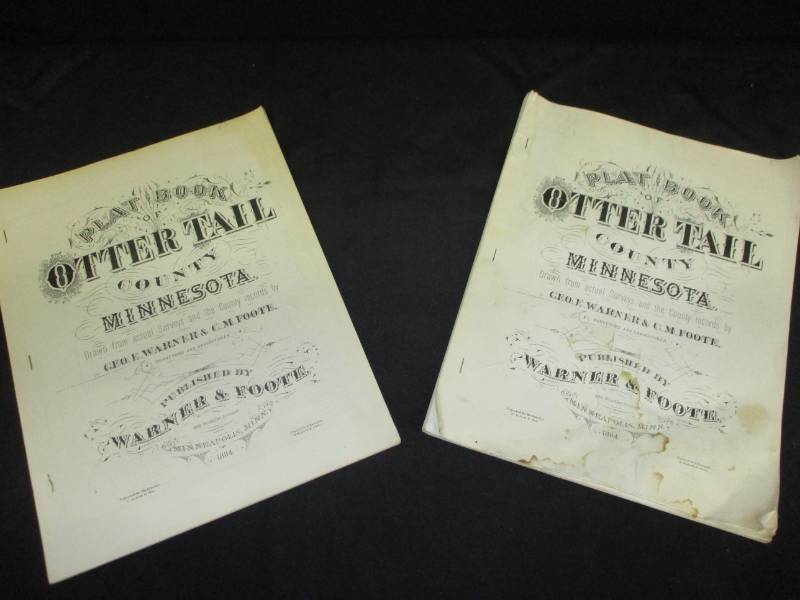 PLAT BOOK
OF
OTTER TAIL
COUNTY
MINNESOTA.
Drawn from actual Surveys and the County records by
GEO. E. WARNER & C. M. FOOTE.
PUBLISHED BY
WARNER & FOOTE.
MINNEAPOLIS, MINN.
1884
PLAT BOOK
OF
OTTER TAIL
COUNTY
MINNESOTA.
Drawn from actual Surveys and the County records by
GEO. E. WARNER & C. M. FOOTE.
PUBLISHED BY
WARNER & FOOTE.
MINNEAPOLIS, MINN.
1884